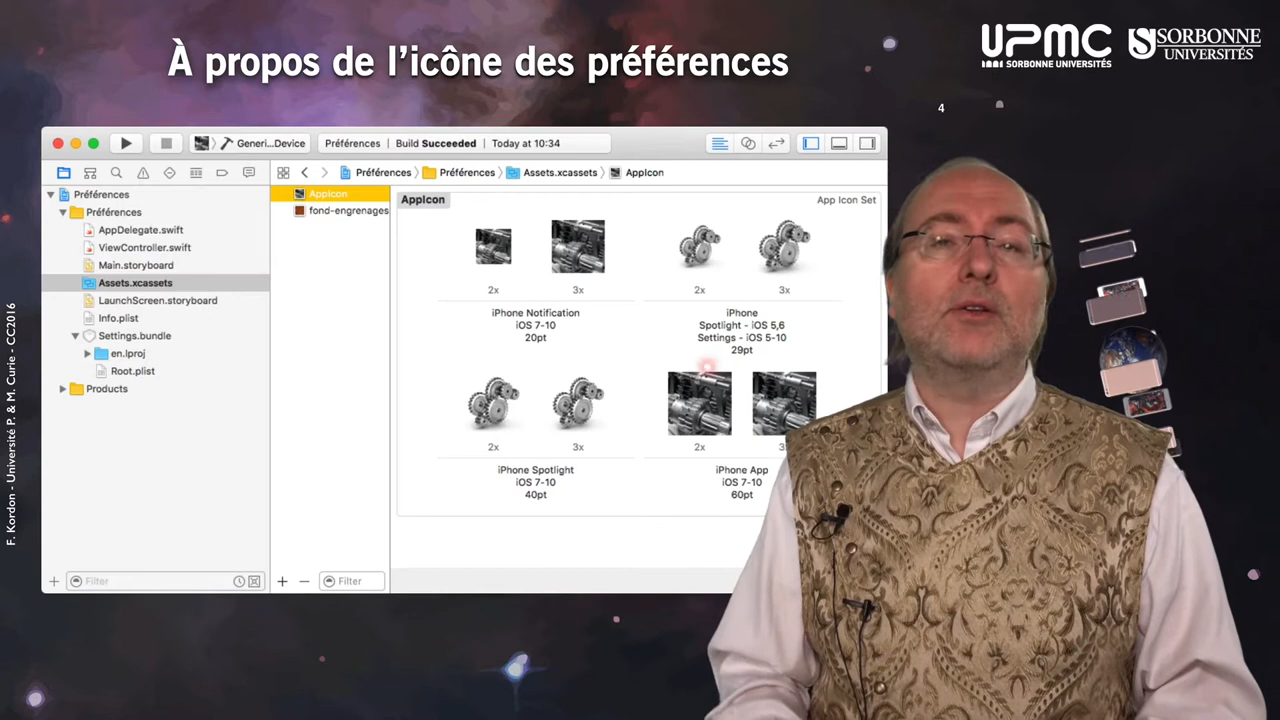 À propos de l'icône des préférences
UPMC
SORBONNE UNIVERSITÉS
SORBONNE
UNIVERSITÉS
4
Generi...Device
Préférences
Build Succeeded
Today at 10:34
Préférences
Préférences
Assets.xcassets
AppIcon
Préférences
Préférences
AppDelegate.swift
ViewController.swift
Main.storyboard
Assets.xcassets
LaunchScreen.storyboard
Info.plist
Settings.bundle
en.lproj
Root.plist
Products
Filter
AppIcon
fond-engrenages
Filter
AppIcon
App Icon Set
2x
3x
iPhone Notification
iOS 7-10
20pt
2x
3x
iPhone
Spotlight - iOS 5,6
Settings - iOS 5-10
29pt
2x
3x
iPhone Spotlight
iOS 7-10
40pt
2x
iPhone App
iOS 7-10
60pt
F. Kordon - Université P. & M. Curie - CC2016